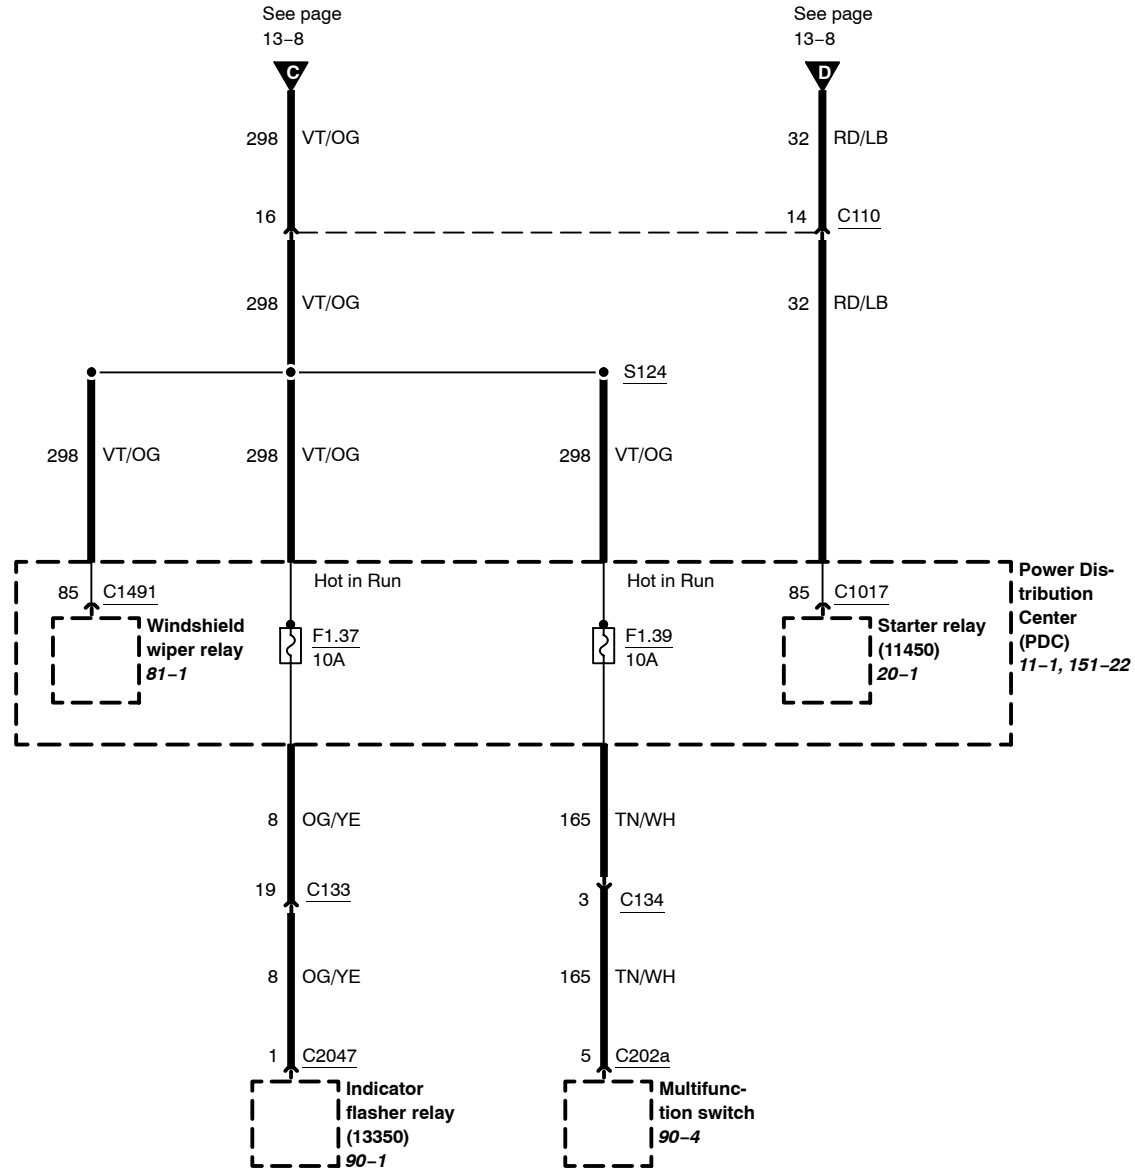 See page
13–8
See page
13–8
C
D
298 VT/OG
32 RD/LB
16
14 C110
298 VT/OG
32 RD/LB
S124
298 VT/OG
298 VT/OG
298 VT/OG
Hot in Run
Hot in Run
Power Dis-
tribution
Center
(PDC)
11–1, 151–22
85 C1491
85 C1017
Windshield
wiper relay
81–1
F1.37
10A
F1.39
10A
Starter relay
(11450)
20–1
8 OG/YE
165 TN/WH
19 C133
3 C134
8 OG/YE
165 TN/WH
1 C2047
5 C202a
Indicator
flasher relay
(13350)
90–1
Multifunc-
tion switch
90–4